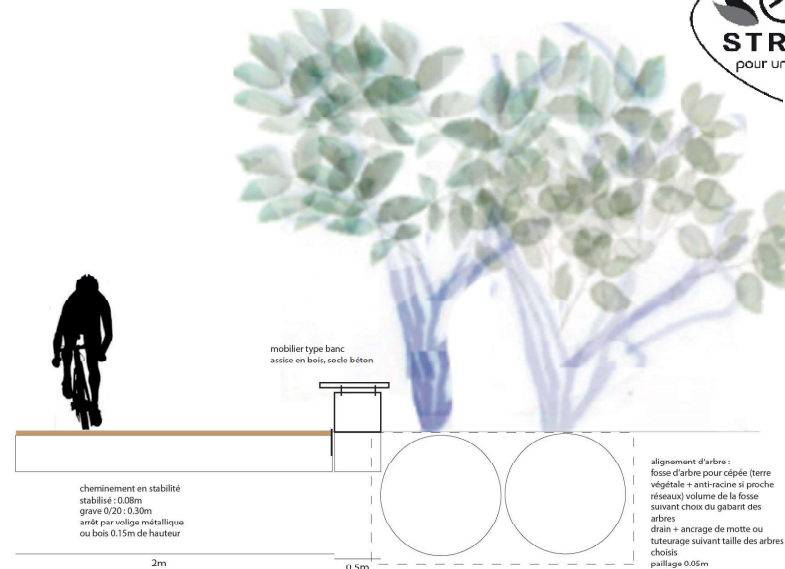 STR
pour un
mobilier type banc
assise en bois, socle béton
cheminement en stabilité
stabilisé : 0.08m
grave 0/20 : 0.30m
arrêt par volige métallique
ou bois 0.15m de hauteur
2m
0.5m
alignement d'arbre :
fosse d'arbre pour cépée (terre
végétale + anti-racine si proche
réseaux) volume de la fosse
suivant choix du gabarit des
arbres
drain + ancrage de motte ou
tuteurage suivant taille des arbres
choisis
paillage 0.05m